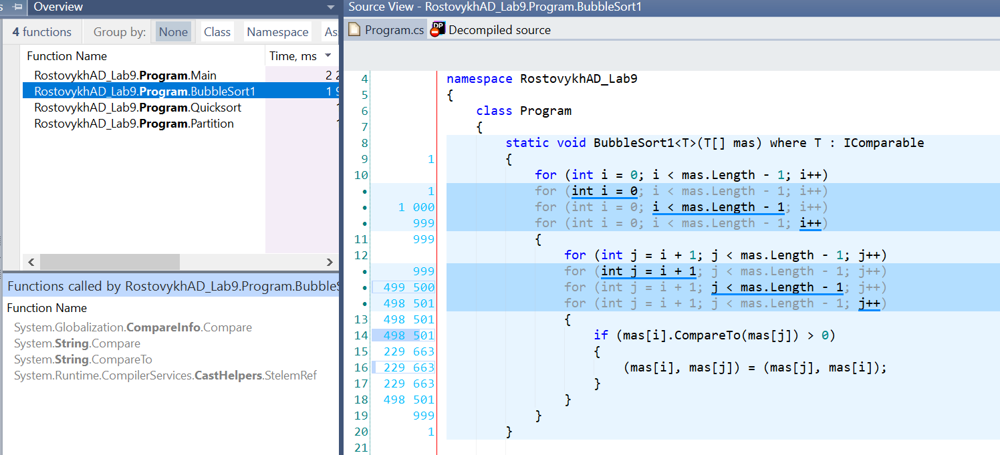 s Overview
4 functions Group by: None Class Namespace As
Function Name Time, ms
RostovykhAD_Lab9.Program.Main 2 2
RostovykhAD_Lab9.Program.BubbleSort1 1 9
RostovykhAD_Lab9.Program.Quicksort 1
RostovykhAD_Lab9.Program.Partition 1
Functions called by RostovykhAD_Lab9.Program.BubbleS
Function Name
System.Globalization.CompareInfo.Compare
System.String.Compare
System.String.CompareTo
System.Runtime.CompilerServices.CastHelpers.StelemRef
Source View - RostovykhAD_Lab9.Program.BubbleSort1
Program.cs DP Decompiled source
4 namespace RostovykhAD_Lab9
5 {
6 class Program
7 {
8 static void BubbleSort1<T>(T[] mas) where T : IComparable
9 1 {
10 for (int i = 0; i < mas.Length - 1; i++)
• 1 for (int i = 0; i < mas.Length - 1; i++)
• 1 000 for (int i = 0; i < mas.Length - 1; i++)
• 999 for (int i = 0; i < mas.Length - 1; i++)
11 999 {
12 for (int j = i + 1; j < mas.Length - 1; j++)
• 999 for (int j = i + 1; j < mas.Length - 1; j++)
• 499 500 for (int j = i + 1; j < mas.Length - 1; j++)
• 498 501 for (int j = i + 1; j < mas.Length - 1; j++)
13 498 501 {
14 498 501 if (mas[i].CompareTo(mas[j]) > 0)
15 229 663 {
16 229 663 (mas[i], mas[j]) = (mas[j], mas[i]);
17 229 663 }
18 498 501 }
19 999 }
20 1 }
21